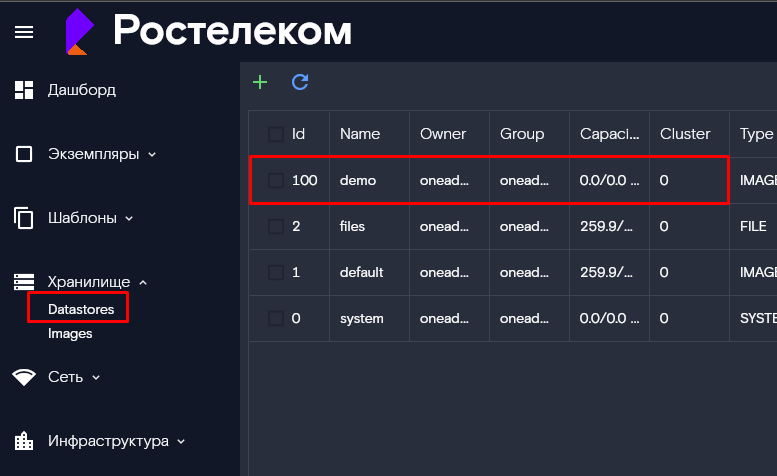 Ростелеком
Дашборд
Экземпляры
Шаблоны
Хранилище
Datastores
Images
Сеть
Инфраструктура
Id Name Owner Group Capaci... Cluster Type
100 demo onead... onead... 0.0/0.0 ... 0 IMAG
2 files onead... onead... 259.9/... 0 FILE
1 default onead... onead... 259.9/... 0 IMAG
0 system onead... onead... 0.0/0.0 ... 0 SYSTE